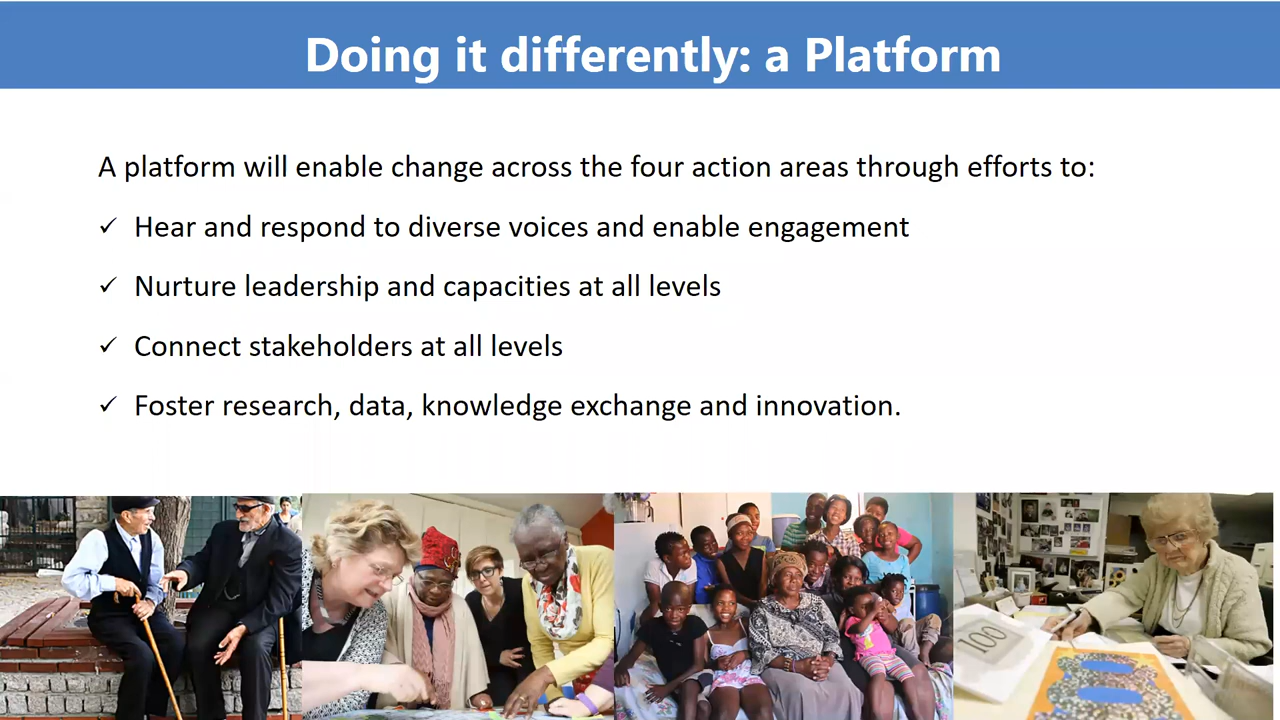 Doing it differently: a Platform
A platform will enable change across the four action areas through efforts to:
✓ Hear and respond to diverse voices and enable engagement
✓ Nurture leadership and capacities at all levels
✓ Connect stakeholders at all levels
✓ Foster research, data, knowledge exchange and innovation.
100